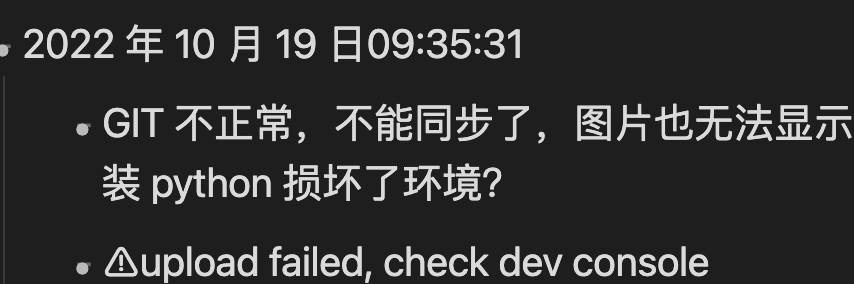 2022 年 10 月 19 日09:35:31
GIT 不正常，不能同步了，图片也无法显示
装 python 损坏了环境？
⚠upload failed, check dev console